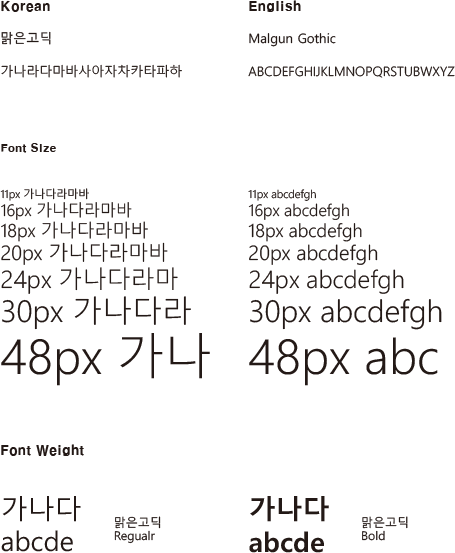 Korean
English
맑은고딕
Malgun Gothic
가나라다마바사아자차카타파하
ABCDEFGHIJKLMNOPQRSTUBWXYZ
Font Size
11px 가나다라마바
11px abcdefgh
16px 가나다라마바
16px abcdefgh
18px 가나다라마바
18px abcdefgh
20px 가나다라마바
20px abcdefgh
24px 가나다라마
24px abcdefgh
30px 가나다라
30px abcdefgh
48px 가나
48px abc
Font Weight
가나다
abcde
맑은고딕
Regualr
가나다
abcde
맑은고딕
Bold